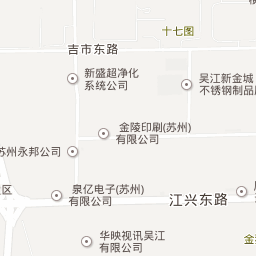 十七图
吉市东路
新盛超净化
系统公司
吴江新金城
不锈钢制品
金陵印刷(苏州)
有限公司
苏州永邦公司
泉亿电子(苏州)
有限公司
区
江兴东路
华映视讯吴江
有限公司
金